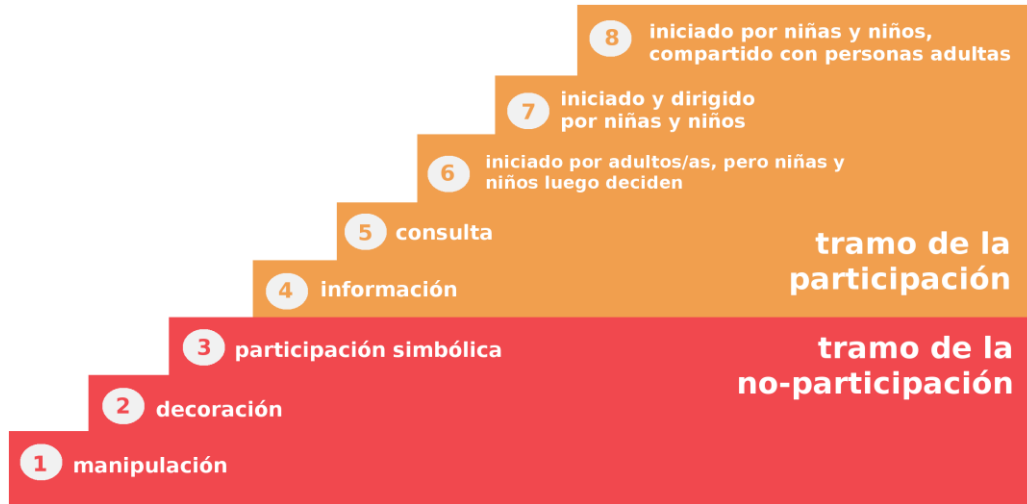 8
iniciado por niñas y niños,
compartido con personas adultas
7
iniciado y dirigido
por niñas y niños
6
iniciado por adultos/as, pero niñas y
niños luego deciden
5 consulta
tramo de la
participación
4 información
3 participación simbólica
tramo de la
no-participación
2 decoración
1 manipulación